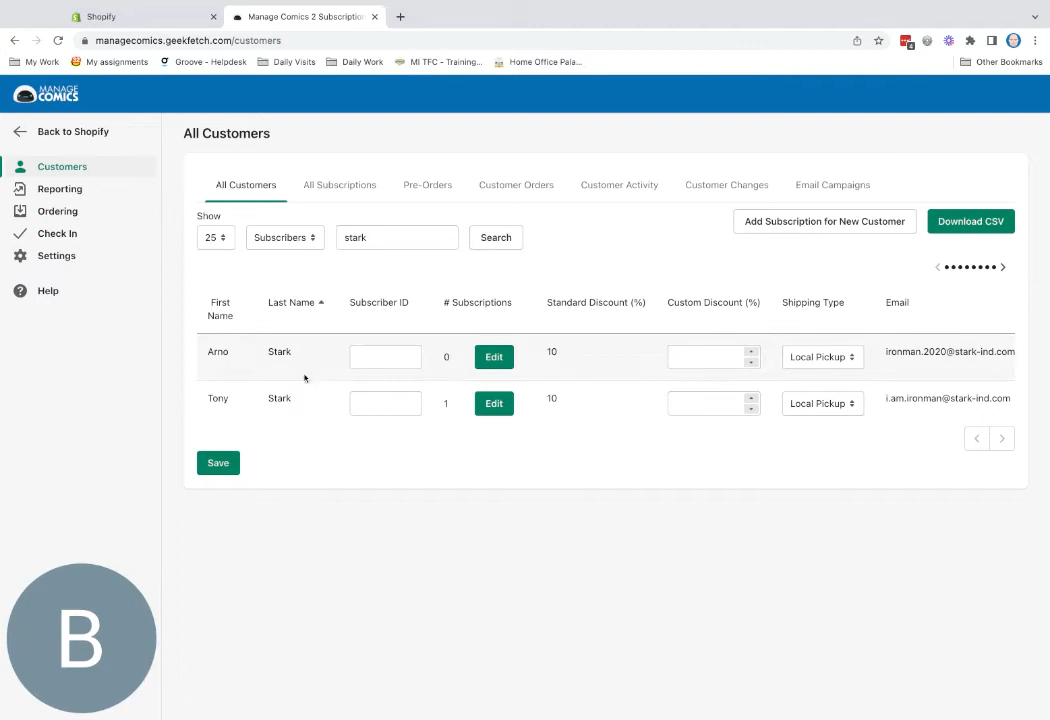 Shopify
Manage Comics 2 Subscription
managecomics.geekfetch.com/customers
4
My Work
My assignments
Groove - Helpdesk
Daily Visits
Daily Work
MI TFC - Training...
Home Office Pala...
Other Bookmarks
MANAGE
COMICS
Back to Shopify
Customers
Reporting
Ordering
Check In
Settings
Help
All Customers
All Customers All Subscriptions Pre-Orders Customer Orders Customer Activity Customer Changes Email Campaigns
Show
25 Subscribers stark Search
Add Subscription for New Customer Download CSV
First Name Last Name Subscriber ID # Subscriptions Standard Discount (%) Custom Discount (%) Shipping Type Email
Arno Stark 0 Edit 10 Local Pickup ironman.2020@stark-ind.com
Tony Stark 1 Edit 10 Local Pickup i.am.ironman@stark-ind.com
Save
B